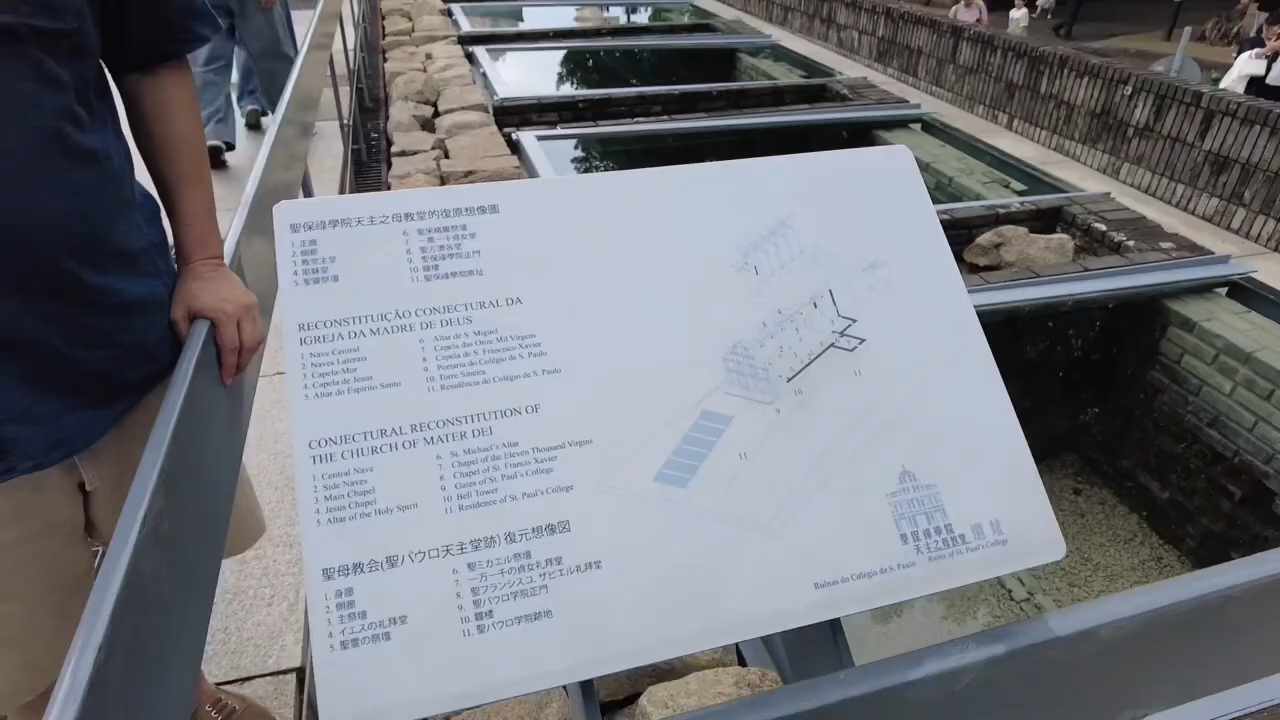 聖保祿學院天主之母教堂的復原想像圖
1. 正廊
2. 側廊
3. 教堂主堂
4. 耶穌堂
5. 聖靈祭壇
6. 聖米格爾祭壇
7. 一萬一千貞女堂
8. 聖方濟各堂
9. 聖保祿學院正門
10. 鐘樓
11. 聖保祿學院原址
RECONSTITUIÇÃO CONJECTURAL DA
IGREJA DA MADRE DE DEUS
1. Nave Central
2. Naves Laterais
3. Capela-Mor
4. Capela de Jesus
5. Altar do Espirito Santo
6. Altar de S. Miguel
7. Capela das Onze Mil Virgens
8. Capela de S. Francisco Xavier
9. Portaria do Colégio de S. Paulo
10. Torre Sineira
11. Residência do Colégio de S. Paulo
CONJECTURAL RECONSTITUTION OF
THE CHURCH OF MATER DEI
1. Central Nave
2. Side Naves
3. Main Chapel
4. Jesus Chapel
5. Altar of the Holy Spirit
6. St. Michael's Altar
7. Chapel of the Eleven Thousand Virgins
8. Chapel of St. Francis Xavier
9. Gates of St. Paul's College
10. Bell Tower
11. Residence of St. Paul's College
聖母教会(聖パウロ天主堂跡) 復元想像図
1. 身廊
2. 側廊
3. 主祭壇
4. イエスの礼拝堂
5. 聖霊の祭壇
6. 聖ミカエル祭壇
7. 一万一千の貞女礼拝堂
8. 聖フランシスコ, ザビエル礼拝堂
9. 聖パウロ学院正門
10. 鐘楼
11. 聖パウロ学院跡地
11
10
9
11
聖保祿學院
天主之母教堂 遺址
Ruínas do Colégio de S. Paulo
Ruins of St. Paul's College